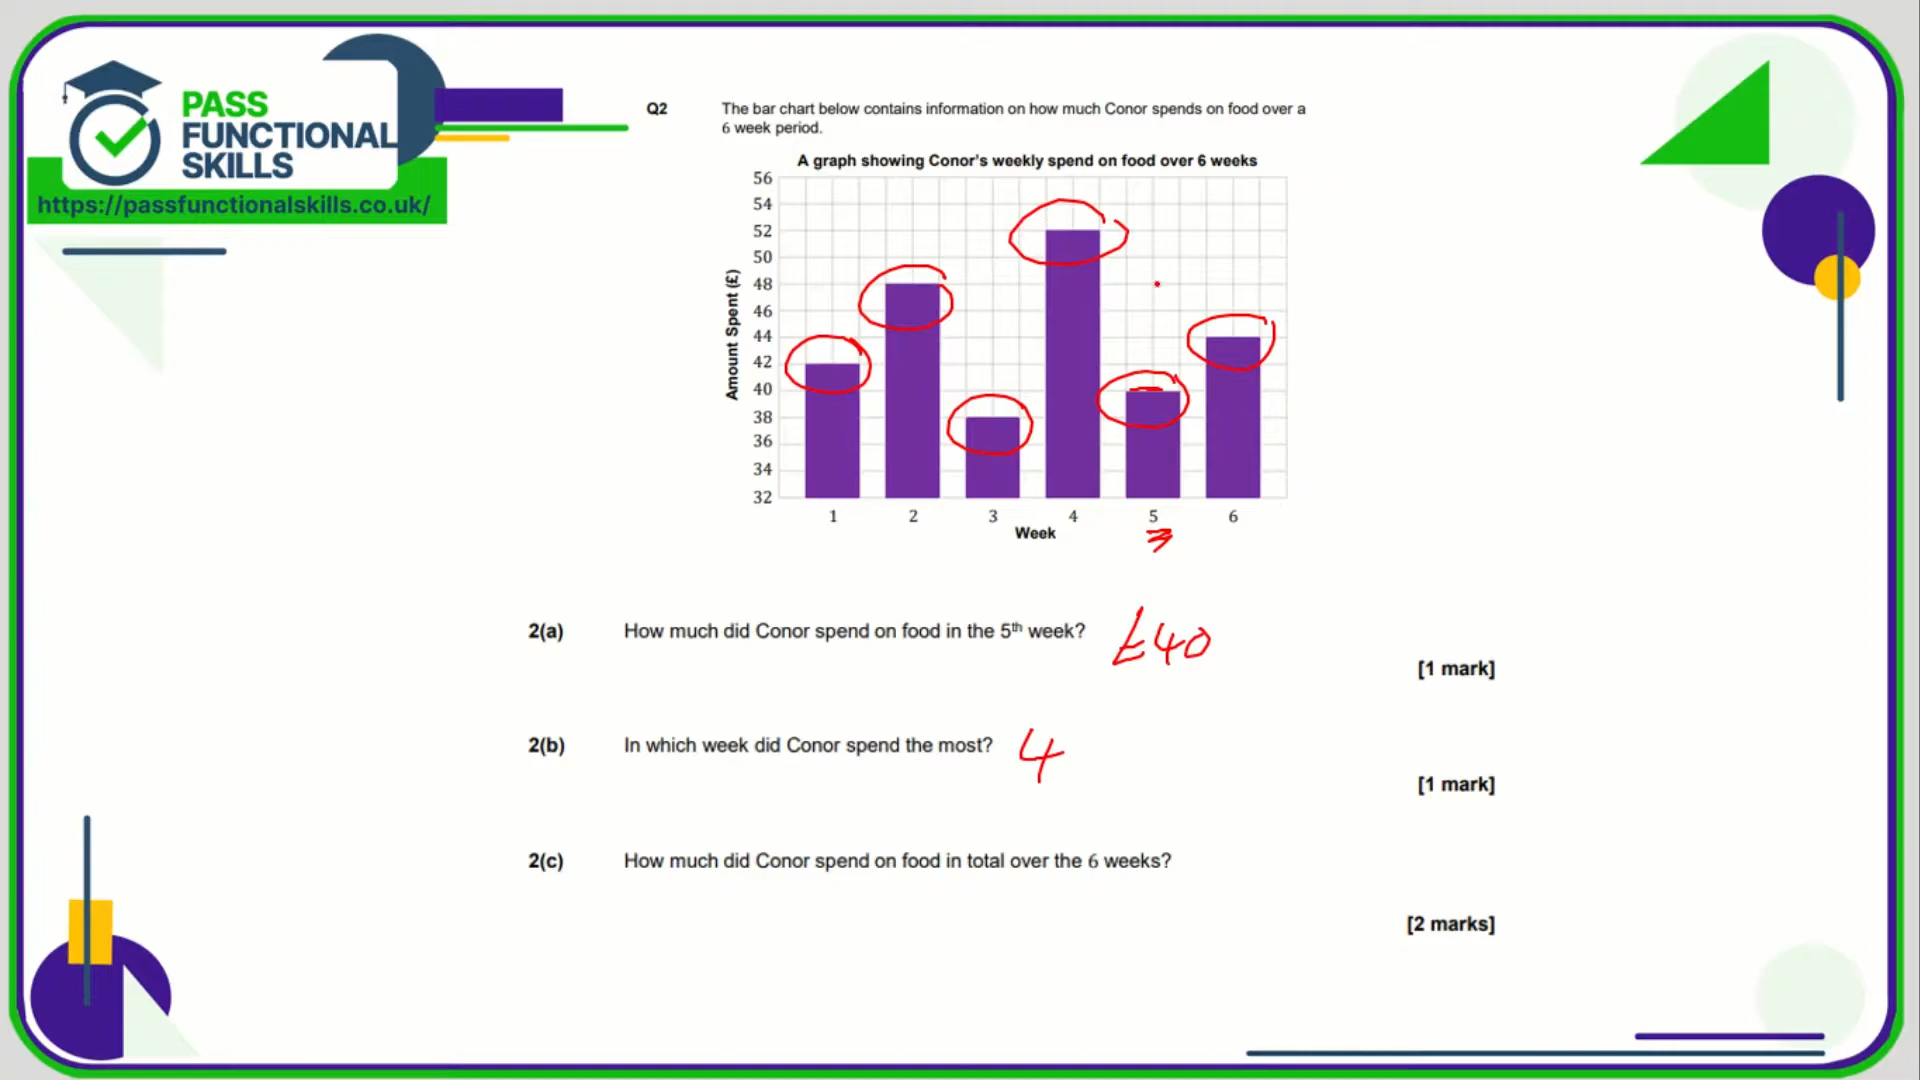 PASS
FUNCTIONAL
SKILLS
https://passfunctionalskills.co.uk/
Q2 The bar chart below contains information on how much Conor spends on food over a
6 week period.
A graph showing Conor's weekly spend on food over 6 weeks
56
54
52
50
48
46
44
42
40
38
36
34
32
Amount Spent (£)
1 2 3 4 5 6
Week
2(a) How much did Conor spend on food in the 5th week? £40
[1 mark]
2(b) In which week did Conor spend the most? 4
[1 mark]
2(c) How much did Conor spend on food in total over the 6 weeks?
[2 marks]